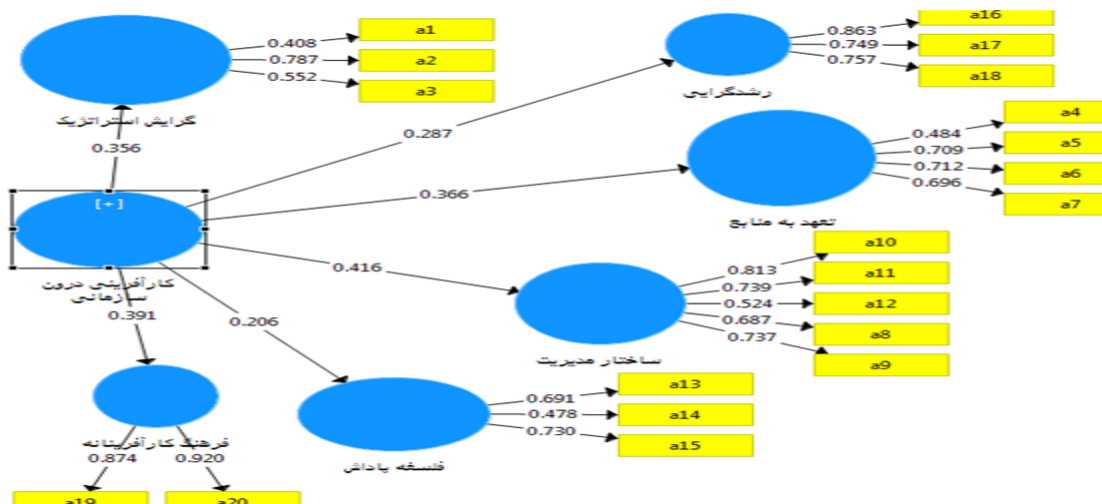 a1
0.408
0.787
a2
0.552
a3
گرایش استراتژیک
0.356
[+]
کارآفرینی درون
سازمانی
0.391
0.287
0.863
a16
0.749
a17
0.757
a18
رشدگرایی
0.366
a4
0.484
a5
0.709
a6
0.712
0.696
a7
تعهد به منابع
0.416
a10
0.813
a11
0.739
a12
0.524
a8
0.687
0.737
a9
ساختار مدیریت
0.206
a13
0.691
a14
0.478
0.730
a15
فلسفه پاداش
فرهنگ کارآفرینانه
0.874
0.920
a19
a20